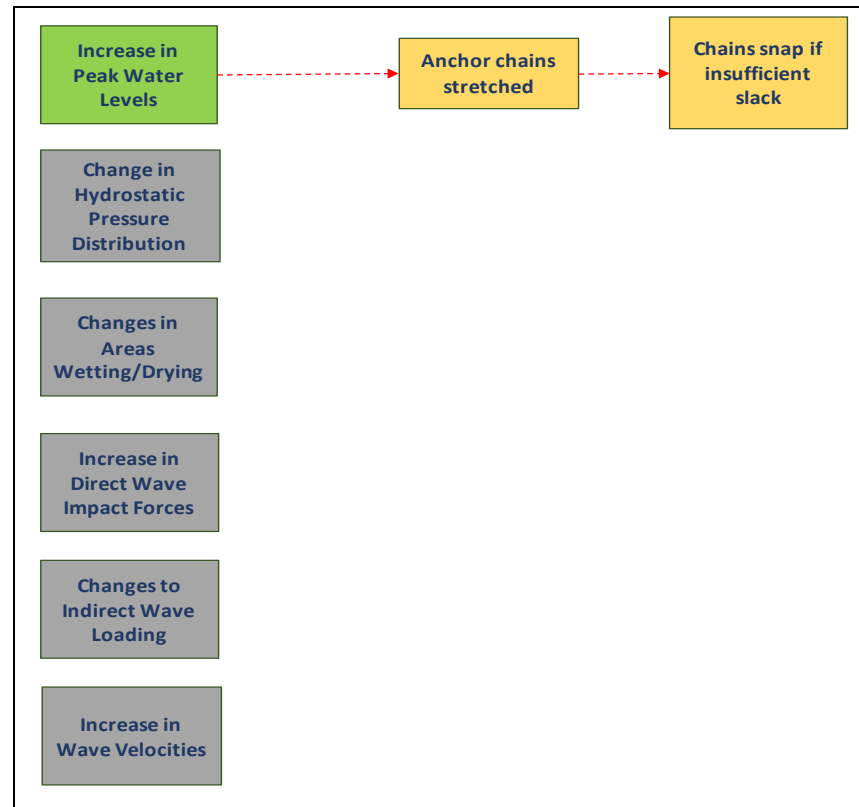 Increase in
Peak Water
Levels
Anchor chains
stretched
Chains snap if
insufficient
slack
Change in
Hydrostatic
Pressure
Distribution
Changes in
Areas
Wetting/Drying
Increase in
Direct Wave
Impact Forces
Changes to
Indirect Wave
Loading
Increase in
Wave Velocities